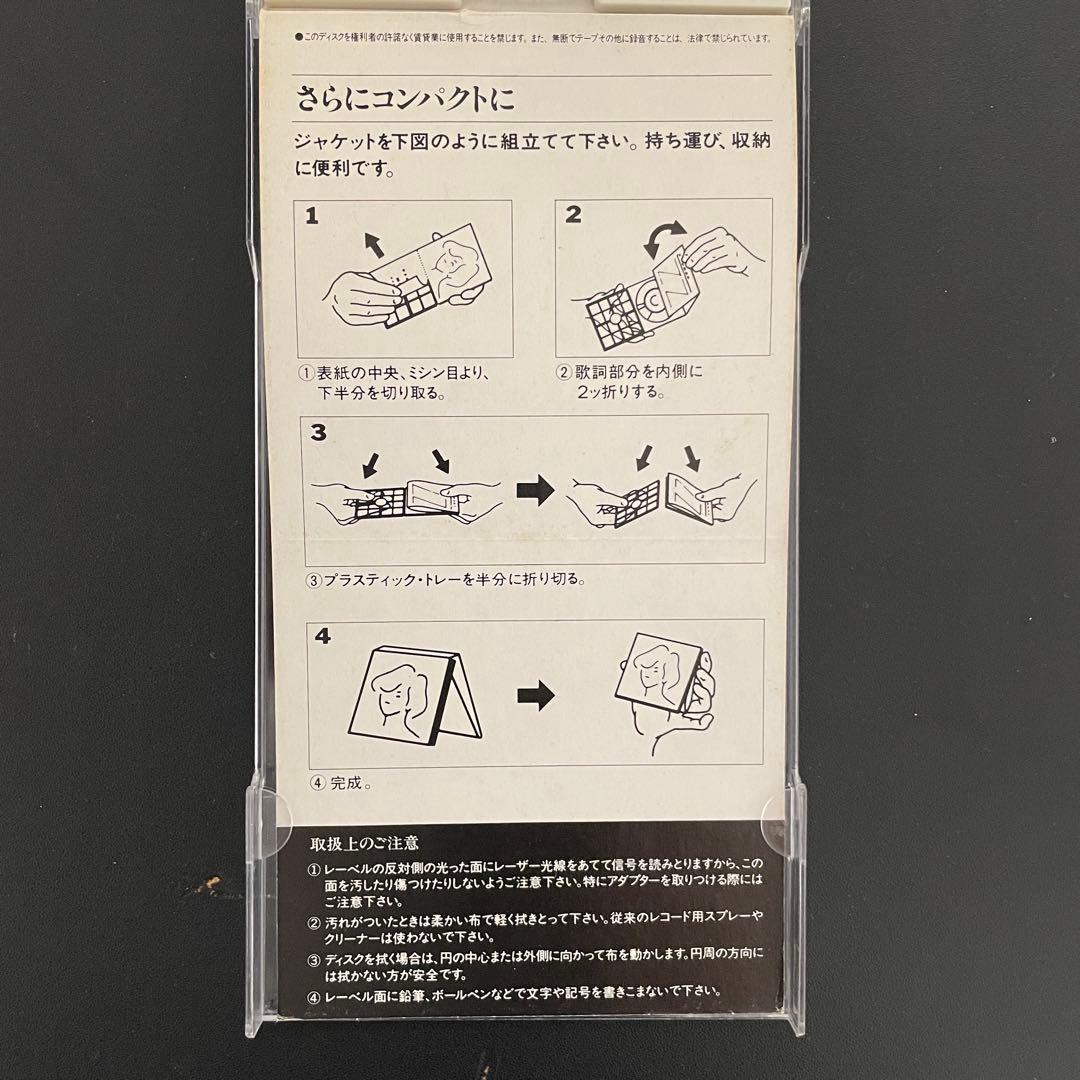 ●このディスクを権利者の許諾なく賃貸業に使用することを禁じます。また、無断でテープその他に録音することは、法律で禁じられています。
さらにコンパクトに
ジャケットを下図のように組立てて下さい。持ち運び、収納
に便利です。
1
①表紙の中央、ミシン目より、
下半分を切り取る。
2
②歌詞部分を内側に
2ッ折りする。
3
③プラスティック・トレーを半分に折り切る。
4
④完成。
取扱上のご注意
①レーベルの反対側の光った面にレーザー光線をあてて信号を読みとりますから、この
面を汚したり傷つけたりしないようご注意下さい。特にアダプターを取りつける際には
ご注意下さい。
②汚れがついたときは柔かい布で軽く拭きとって下さい。従来のレコード用スプレーや
クリーナーは使わないで下さい。
③ディスクを拭く場合は、円の中心または外側に向かって布を動かします。円周の方向に
は拭かない方が安全です。
④レーベル面に鉛筆、ボールペンなどで文字や記号を書きこまないで下さい。